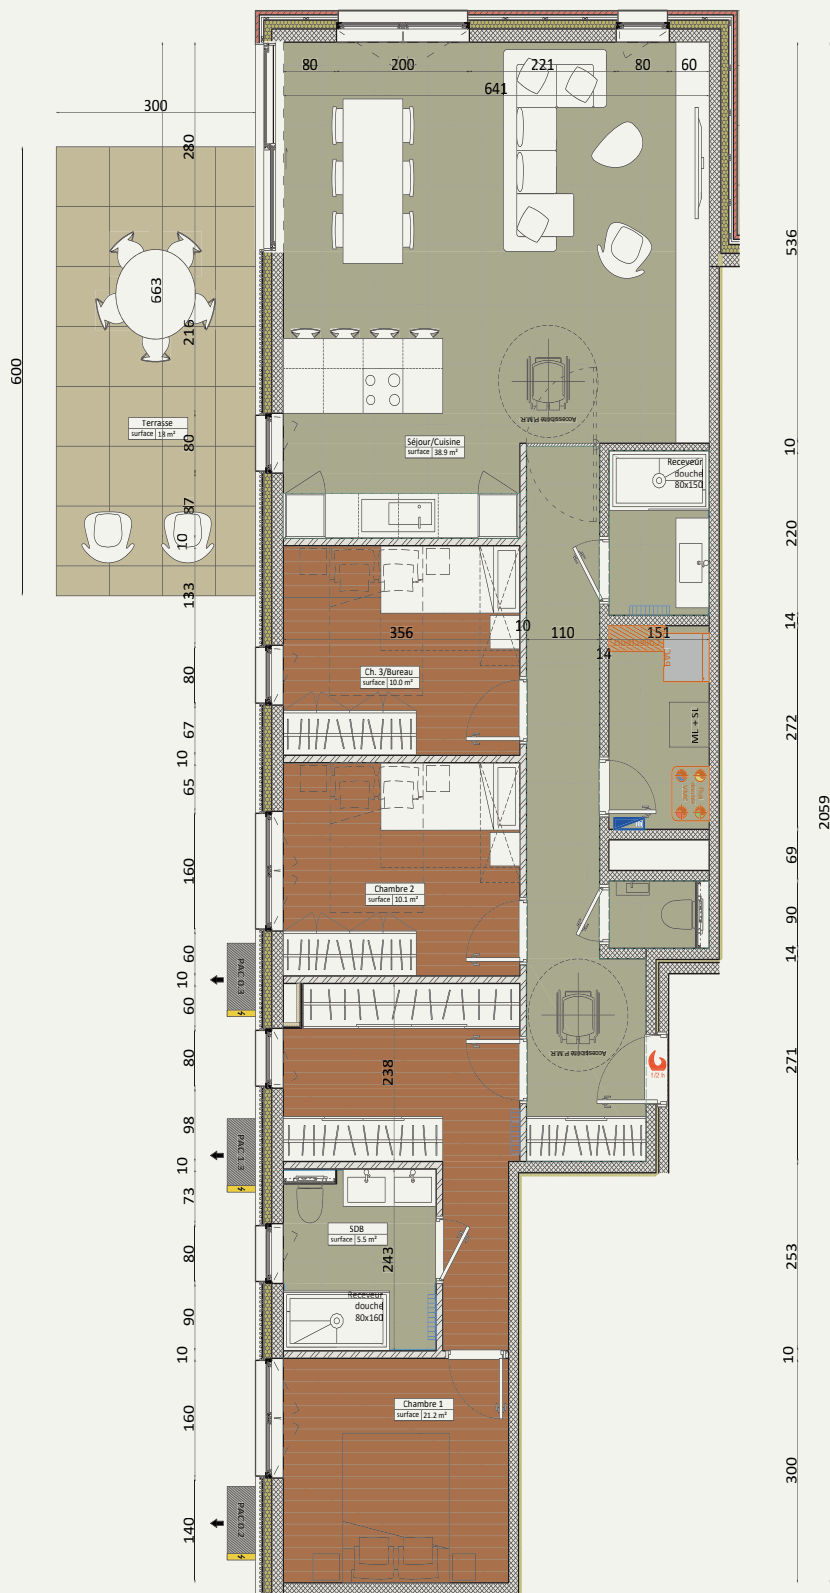 80
200
221
80
60
641
300
280
536
663
216
600
Terrasse
surface 18 m²
80
Accessibilité P.M.R.
Séjour/Cuisine
surface 38.9 m²
10
Receveur
douche
80x150
87
10
220
133
10
14
356
110
151
14
Ch. 3/Bureau
surface 10.0 m²
80
PAC
ML + SL
272
67
10
65
2059
160
69
Chambre 2
surface 10.1 m²
90
60
14
PAC 0.3
10
60
Accessibilité P.M.R.
80
238
271
1/2 h
98
PAC 1.3
10
73
SDB
surface 5.5 m²
80
243
253
Receveur
douche
80x160
90
10
10
Chambre 1
surface 21.2 m²
160
300
PAC 0.2
140